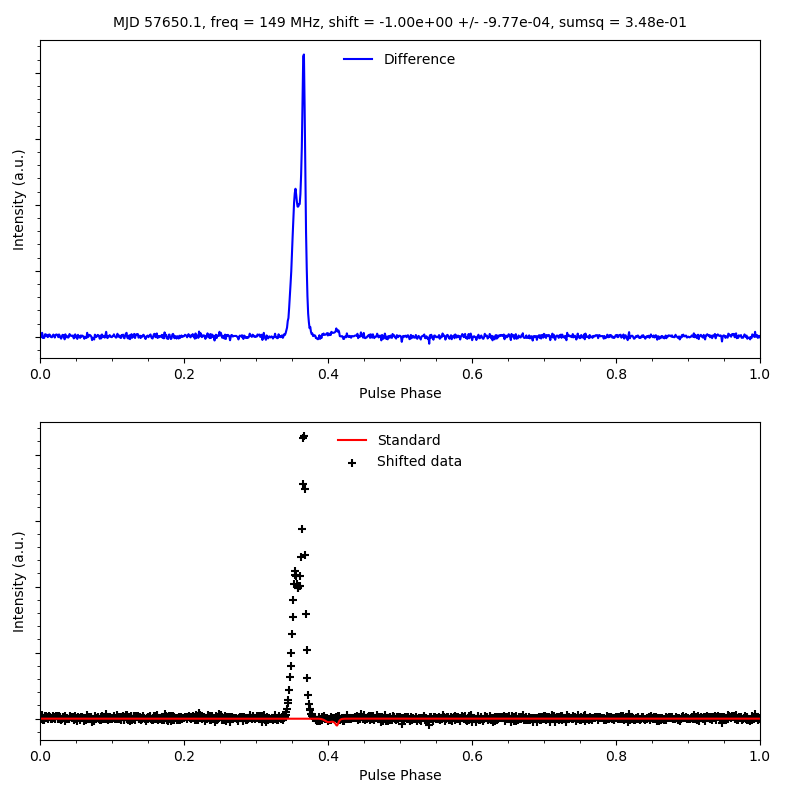 MJD 57650.1, freq = 149 MHz, shift = -1.00e+00 +/- -9.77e-04, sumsq = 3.48e-01
Difference
Intensity (a.u.)
0.0 0.2 0.4 0.6 0.8 1.0
Pulse Phase
Standard
Shifted data
Intensity (a.u.)
0.0 0.2 0.4 0.6 0.8 1.0
Pulse Phase